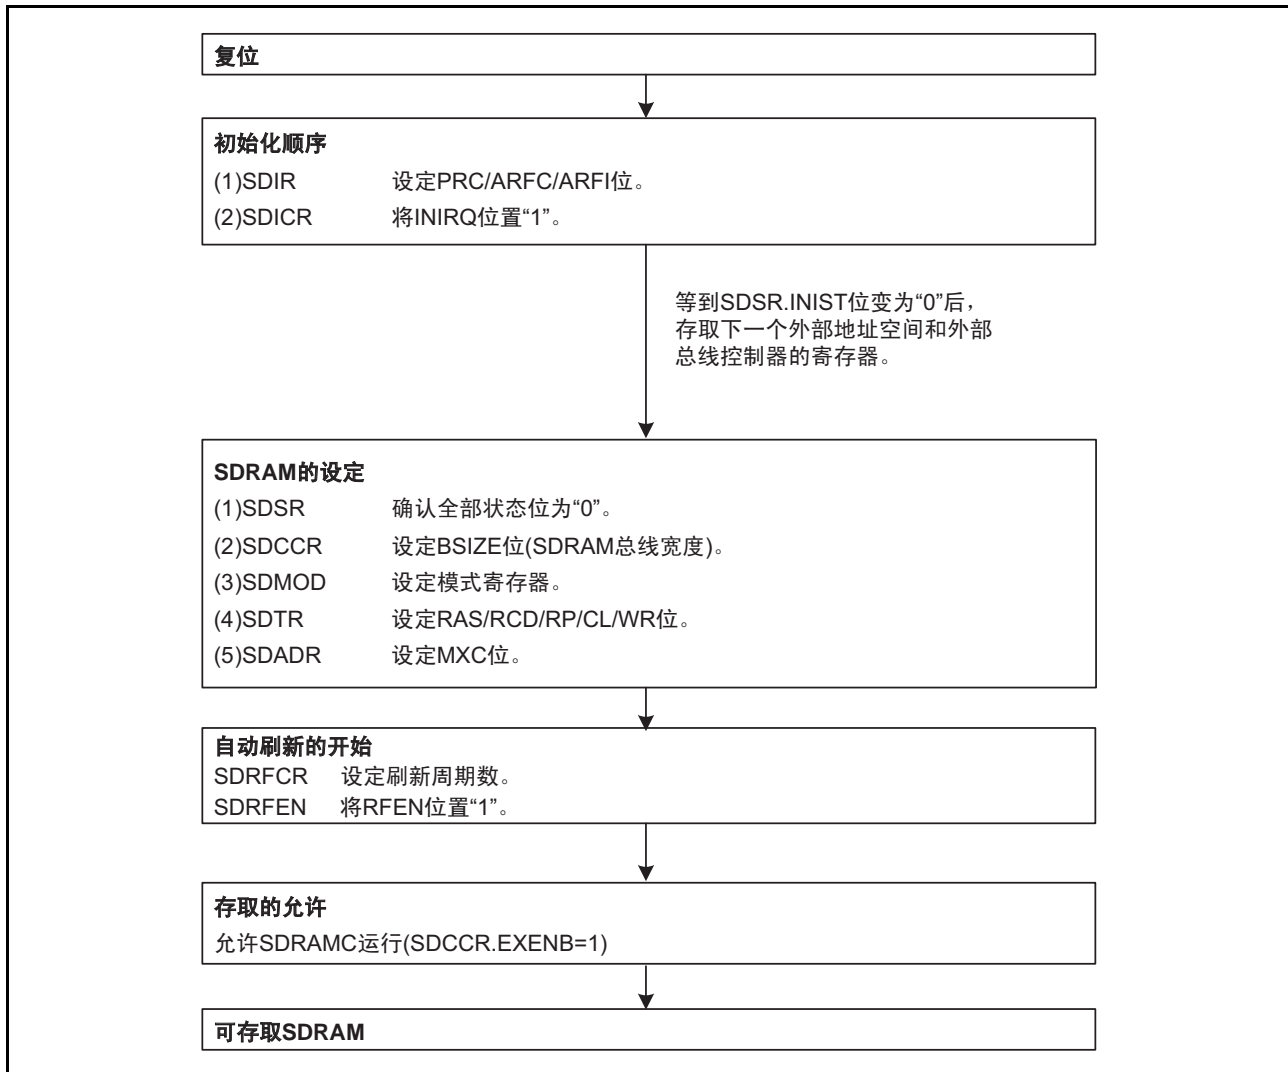 复位
初始化顺序
(1)SDIR 设定PRC/ARFC/ARFI位。
(2)SDICR 将INIRQ位置“1”。
等到SDSR.INIST位变为“0”后，
存取下一个外部地址空间和外部
总线控制器的寄存器。
SDRAM的设定
(1)SDSR 确认全部状态位为“0”。
(2)SDCCR 设定BSIZE位(SDRAM总线宽度)。
(3)SDMOD 设定模式寄存器。
(4)SDTR 设定RAS/RCD/RP/CL/WR位。
(5)SDADR 设定MXC位。
自动刷新的开始
SDRFCR 设定刷新周期数。
SDRFEN 将RFEN位置“1”。
存取的允许
允许SDRAMC运行(SDCCR.EXENB=1)
可存取SDRAM